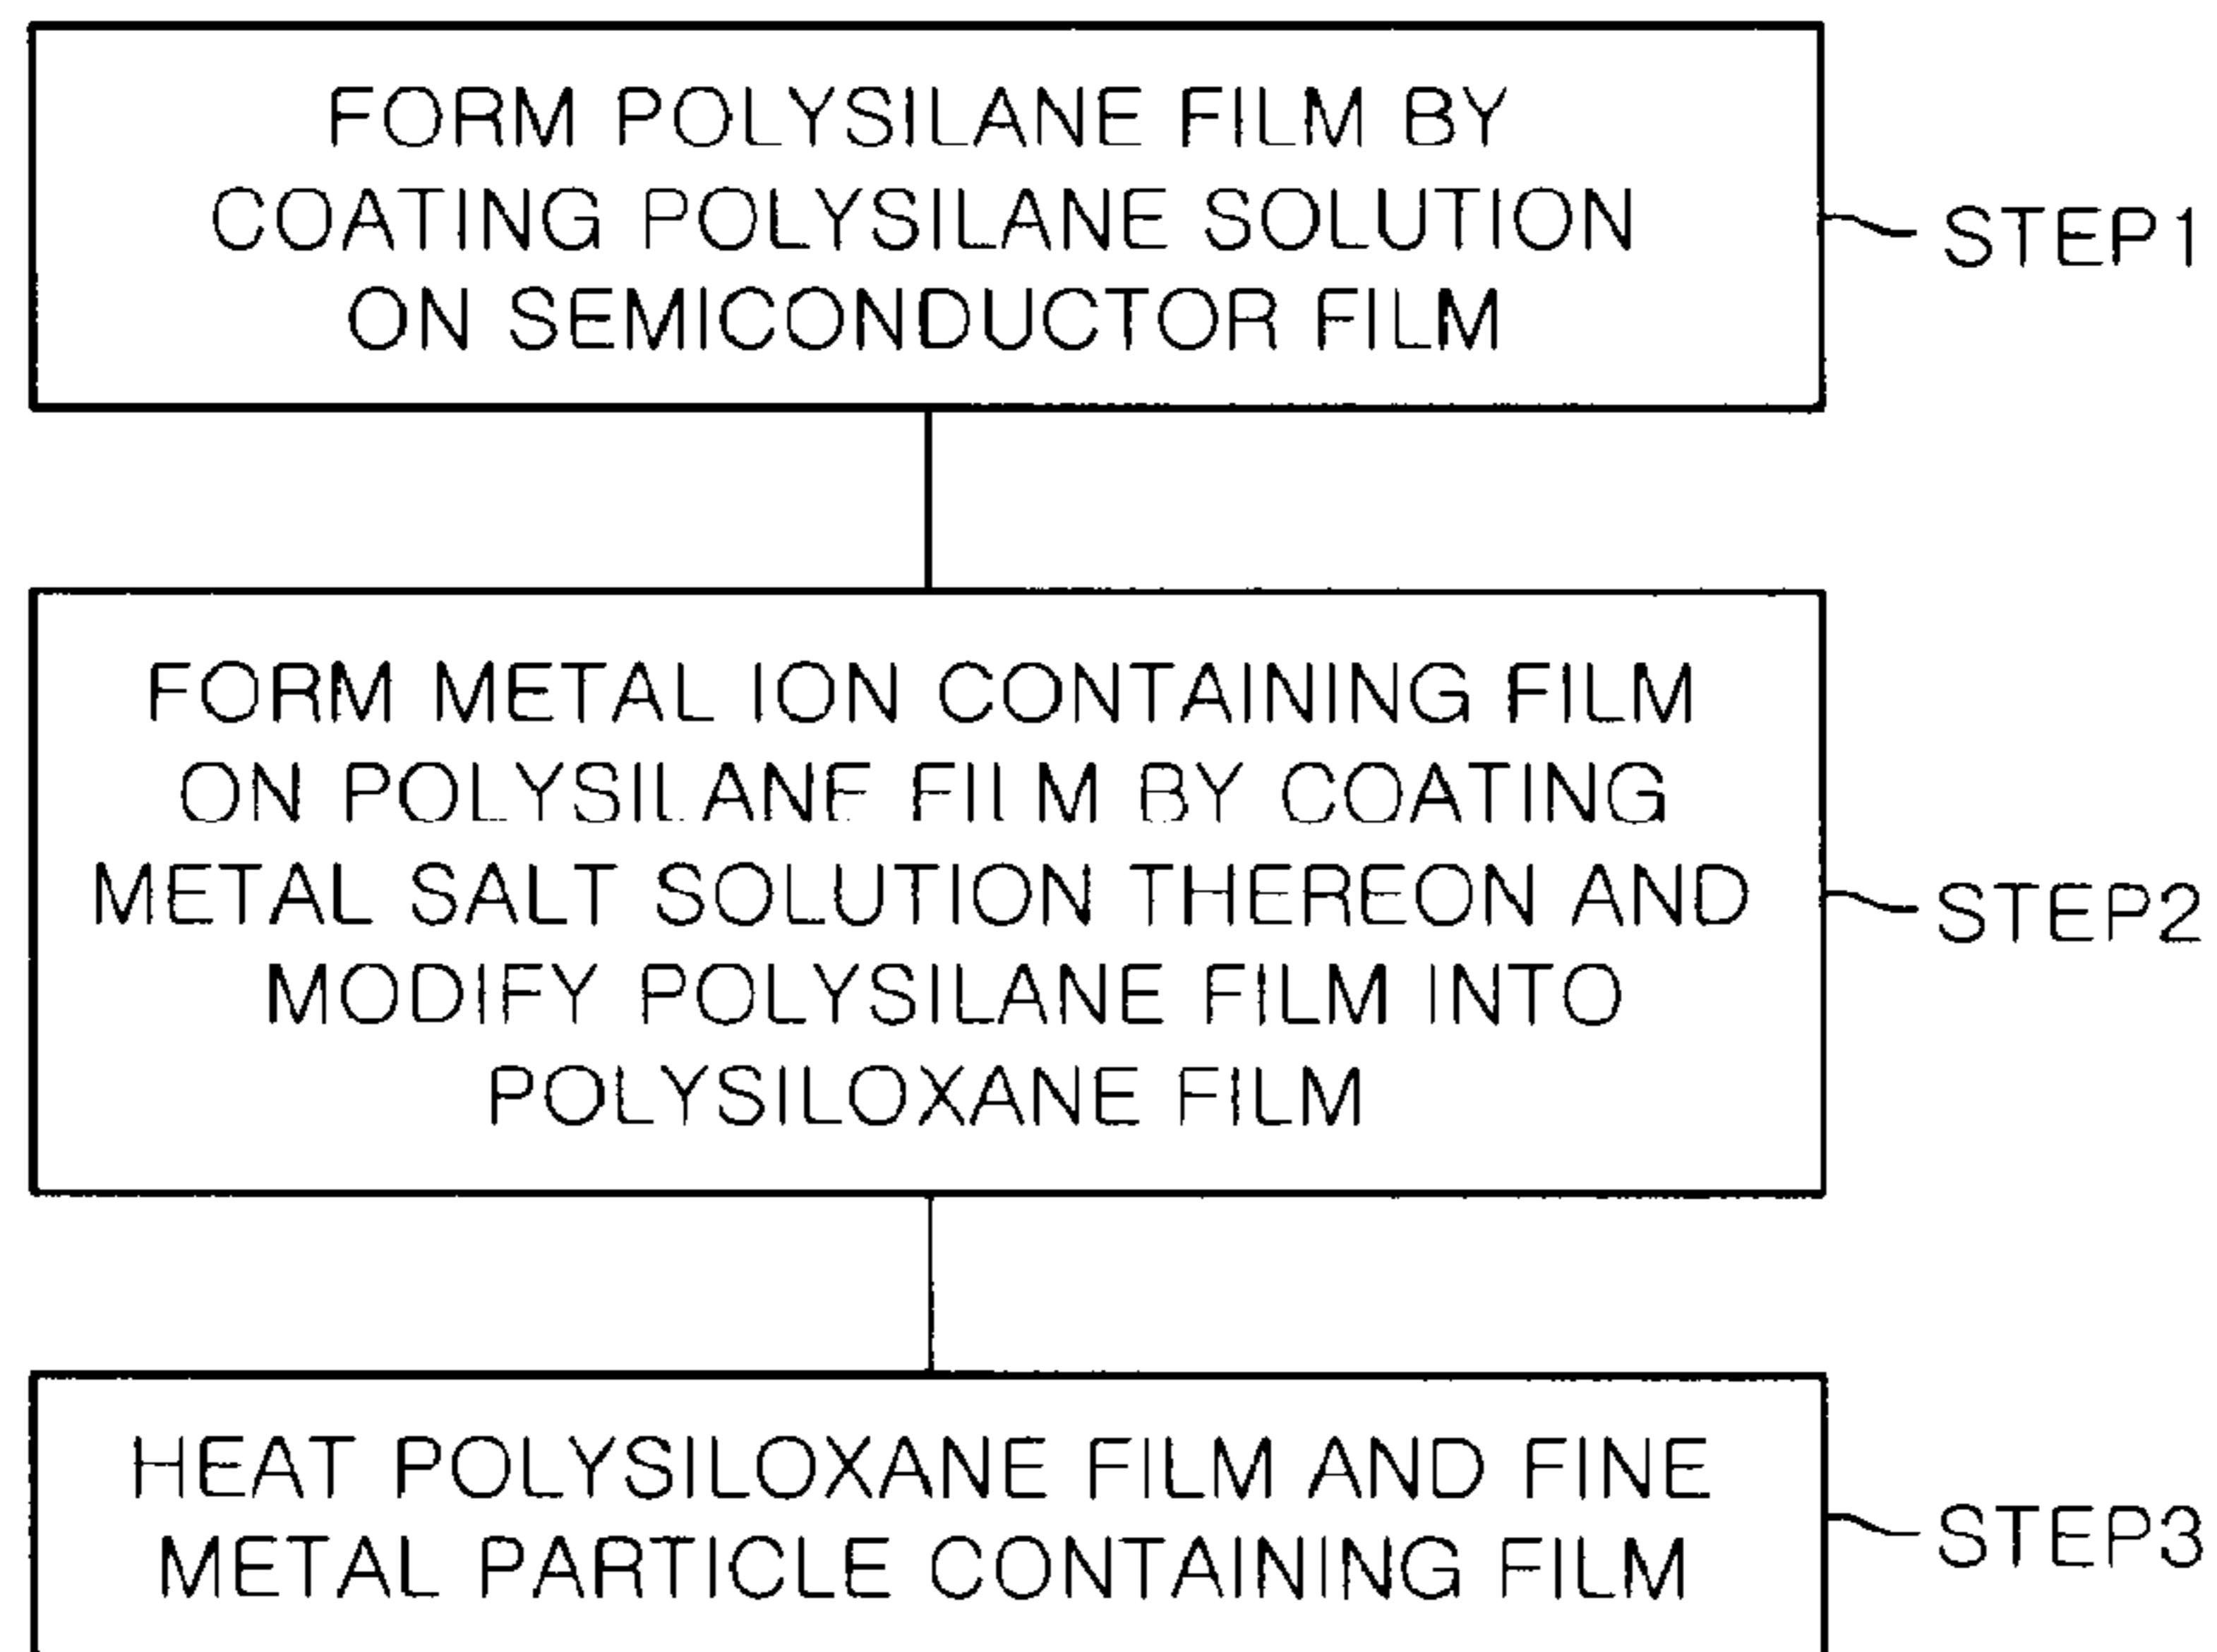 FORM POLYSILANE FILM BY
COATING POLYSILANE SOLUTION
ON SEMICONDUCTOR FILM
STEP1
FORM METAL ION CONTAINING FILM
ON POLYSILANE FILM BY COATING
METAL SALT SOLUTION THEREON AND
MODIFY POLYSILANE FILM INTO
POLYSILOXANE FILM
STEP2
HEAT POLYSILOXANE FILM AND FINE
METAL PARTICLE CONTAINING FILM
STEP3